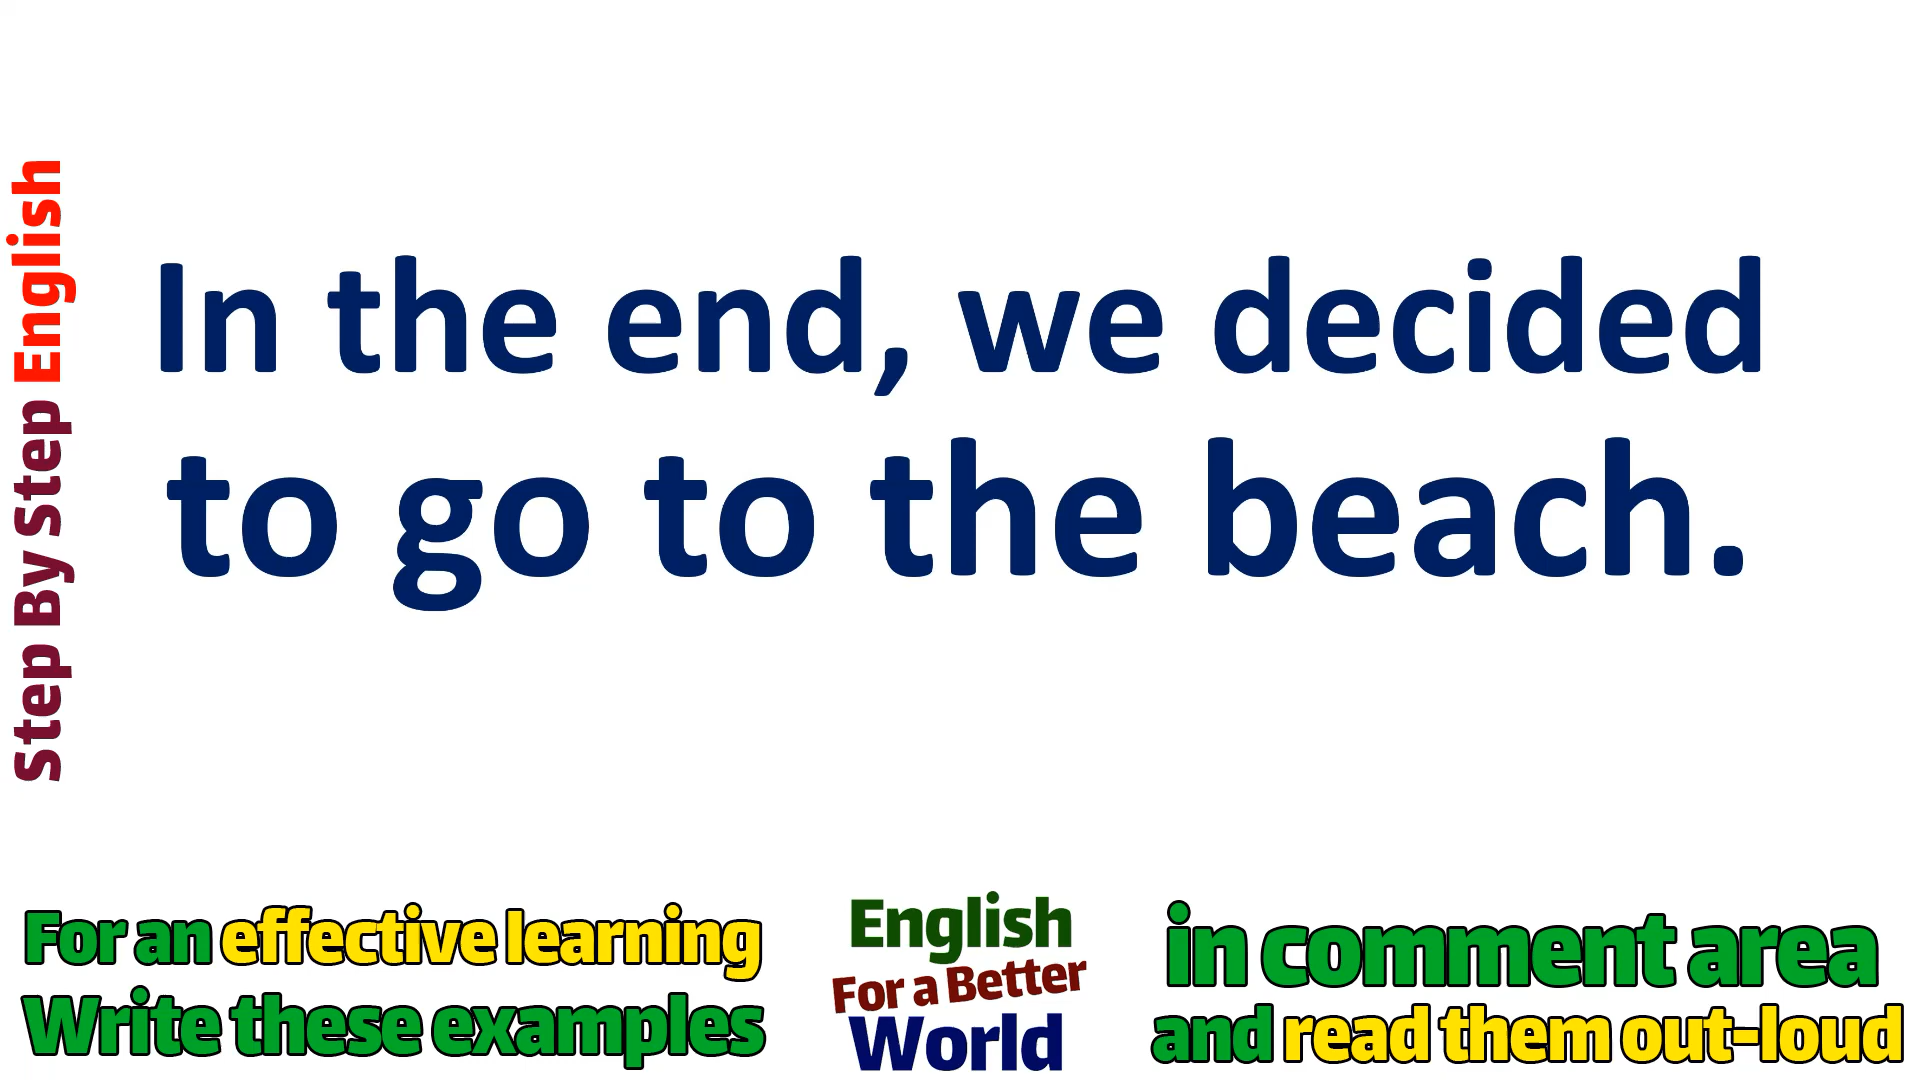 Step By Step English
In the end, we decided
to go to the beach.
For an effective learning
Write these examples
English
For a Better
World
in comment area
and read them out-loud